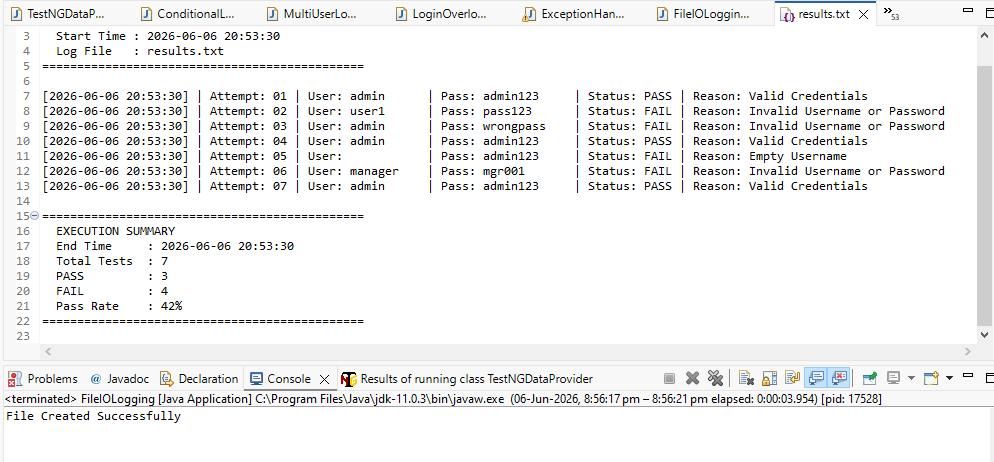 TestNGDataP... ConditionalL... MultiUserLo... LoginOverlo... ExceptionHan... FileIOLoggin... results.txt »53
3 Start Time : 2026-06-06 20:53:30
4 Log File   : results.txt
5 ==============================================
6
7 [2026-06-06 20:53:30] | Attempt: 01 | User: admin      | Pass: admin123     | Status: PASS | Reason: Valid Credentials
8 [2026-06-06 20:53:30] | Attempt: 02 | User: user1      | Pass: pass123      | Status: FAIL | Reason: Invalid Username or Password
9 [2026-06-06 20:53:30] | Attempt: 03 | User: admin      | Pass: wrongpass    | Status: FAIL | Reason: Invalid Username or Password
10 [2026-06-06 20:53:30] | Attempt: 04 | User: admin      | Pass: admin123     | Status: PASS | Reason: Valid Credentials
11 [2026-06-06 20:53:30] | Attempt: 05 | User:            | Pass: admin123     | Status: FAIL | Reason: Empty Username
12 [2026-06-06 20:53:30] | Attempt: 06 | User: manager    | Pass: mgr001       | Status: FAIL | Reason: Invalid Username or Password
13 [2026-06-06 20:53:30] | Attempt: 07 | User: admin      | Pass: admin123     | Status: PASS | Reason: Valid Credentials
14
15 ==============================================
16 EXECUTION SUMMARY
17 End Time     : 2026-06-06 20:53:30
18 Total Tests  : 7
19 PASS         : 3
20 FAIL         : 4
21 Pass Rate    : 42%
22 ==============================================
23
Problems @ Javadoc Declaration Console Results of running class TestNGDataProvider
<terminated> FileIOLogging [Java Application] C:\Program Files\Java\jdk-11.0.3\bin\javaw.exe (06-Jun-2026, 8:56:17 pm – 8:56:21 pm elapsed: 0:00:03.954) [pid: 17528]
File Created Successfully